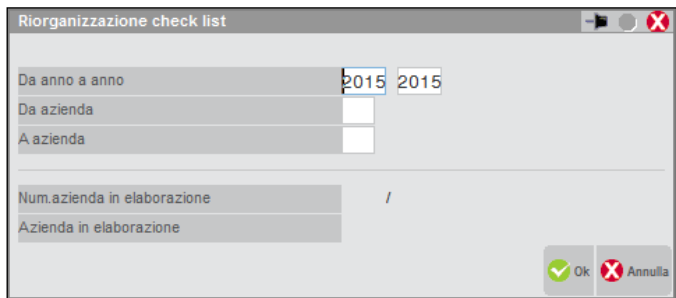 Riorganizzazione check list
Da anno a anno 2015 2015
Da azienda
A azienda
Num.azienda in elaborazione /
Azienda in elaborazione
Ok Annulla